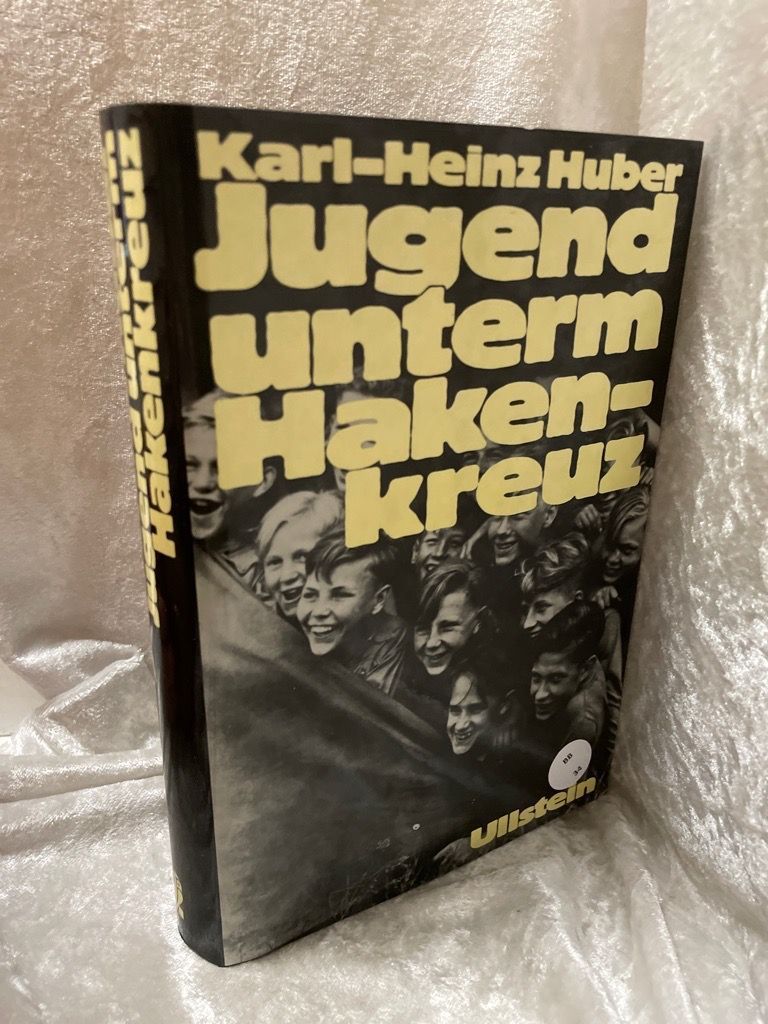 Karl-Heinz Huber
Jugend
unterm
Haken-
kreuz
BB
34
Ullstein
Jugend unterm
Hakenkreuz